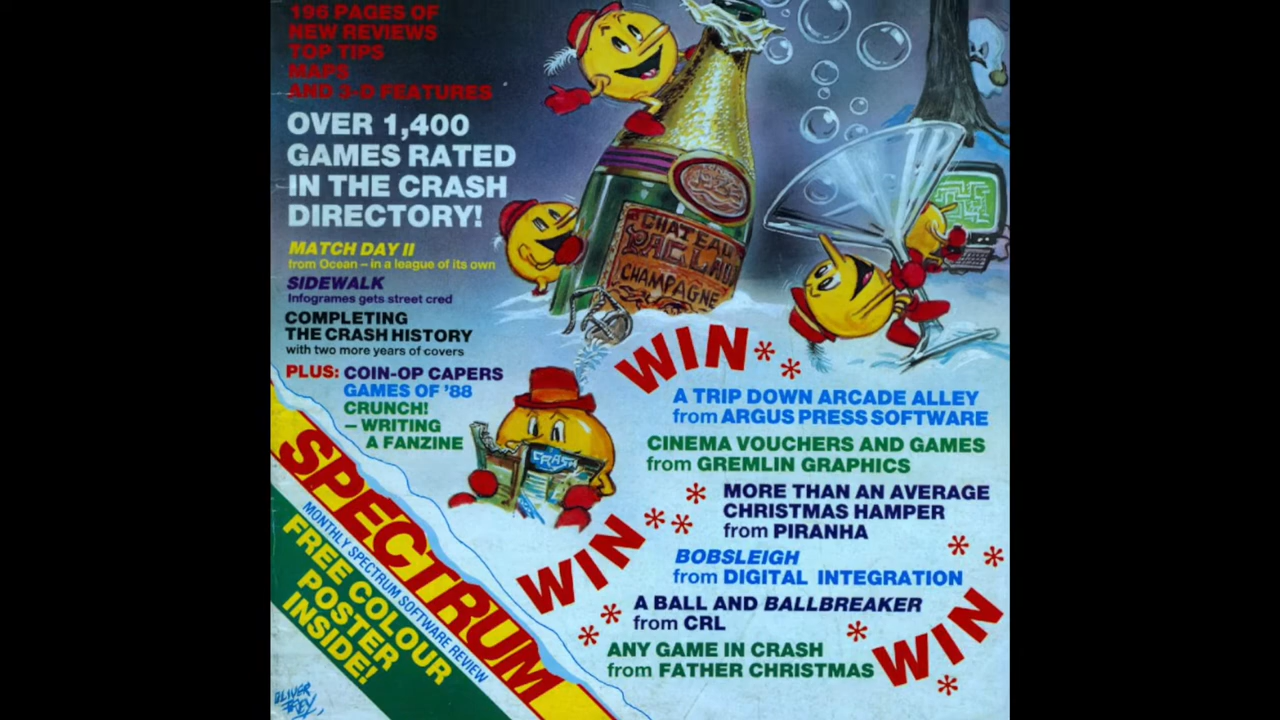 196 PAGES OF
NEW REVIEWS
TOP TIPS
MAPS
AND 3-D FEATURES
OVER 1,400
GAMES RATED
IN THE CRASH
DIRECTORY!
MATCH DAY II
from Ocean – in a league of its own
SIDEWALK
Infogrames gets street cred
COMPLETING
THE CRASH HISTORY
with two more years of covers
PLUS: COIN-OP CAPERS
GAMES OF '88
CRUNCH!
– WRITING
A FANZINE
CHATEAU
PAC LAND
CHAMPAGNE
CRASH
WIN**
A TRIP DOWN ARCADE ALLEY
from ARGUS PRESS SOFTWARE
CINEMA VOUCHERS AND GAMES
from GREMLIN GRAPHICS
* MORE THAN AN AVERAGE
CHRISTMAS HAMPER
from PIRANHA
WIN**
BOBSLEIGH
from DIGITAL INTEGRATION
A BALL AND BALLBREAKER
from CRL
ANY GAME IN CRASH
from FATHER CHRISTMAS
WIN
SPECTRUM
MONTHLY SPECTRUM SOFTWARE REVIEW
FREE COLOUR
POSTER
INSIDE!
OLIVER
FREY